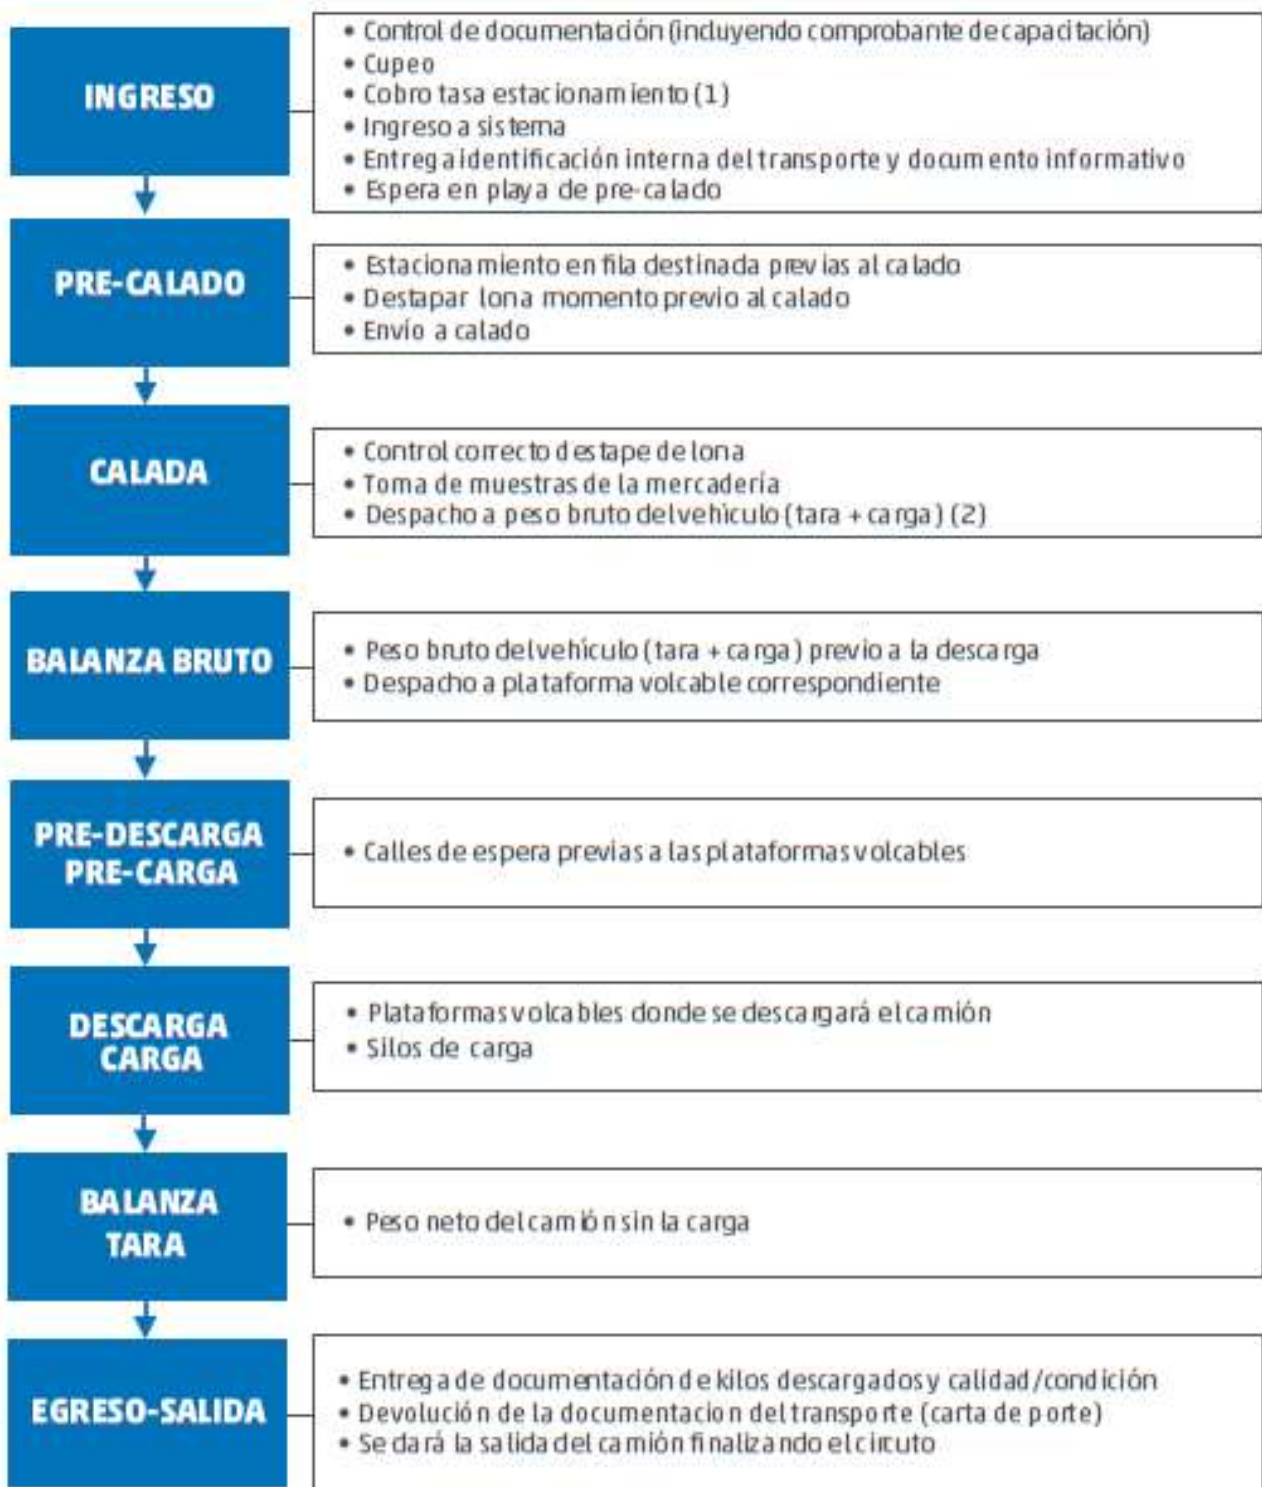 INGRESO
• Control de documentación (incluyendo comprobante de capacitación)
• Cupeo
• Cobro tasa estacionamiento (1)
• Ingreso a sistema
• Entrega identificación interna del transporte y documento informativo
• Espera en playa de pre-calado
PRE-CALADO
• Estacionamiento en fila destinada previas al calado
• Destapar lona momento previo al calado
• Envío a calado
CALADA
• Control correcto destape de lona
• Toma de muestras de la mercadería
• Despacho a peso bruto del vehículo (tara + carga) (2)
BALANZA BRUTO
• Peso bruto del vehículo (tara + carga) previo a la descarga
• Despacho a plataforma volcable correspondiente
PRE-DESCARGA
PRE-CARGA
• Calles de espera previas a las plataformas volcables
DESCARGA
CARGA
• Plataformas volcables donde se descargará el camión
• Silos de carga
BALANZA
TARA
• Peso neto del camión sin la carga
EGRESO-SALIDA
• Entrega de documentación de kilos descargados y calidad/condición
• Devolución de la documentacion del transporte (carta de porte)
• Se dará la salida del camión finalizando el circuto